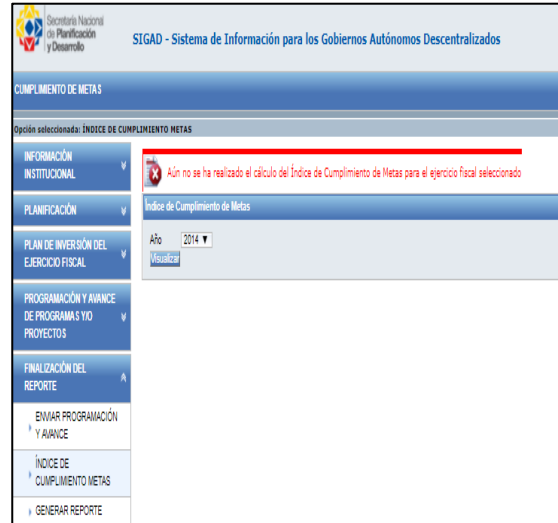 Secretaría Nacional
de Planificación
y Desarrollo
SIGAD - Sistema de Información para los Gobiernos Autónomos Descentralizados
CUMPLIMIENTO DE METAS
Opción seleccionada: ÍNDICE DE CUMPLIMIENTO METAS
INFORMACIÓN
INSTITUCIONAL
PLANIFICACIÓN
PLAN DE INVERSIÓN DEL
EJERCICIO FISCAL
PROGRAMACIÓN Y AVANCE
DE PROGRAMAS Y/O
PROYECTOS
FINALIZACIÓN DEL
REPORTE
ENVIAR PROGRAMACIÓN
Y AVANCE
ÍNDICE DE
CUMPLIMIENTO METAS
GENERAR REPORTE
Aún no se ha realizado el cálculo del Índice de Cumplimiento de Metas para el ejercicio fiscal seleccionado
Índice de Cumplimiento de Metas
Año 2014
Visualizar